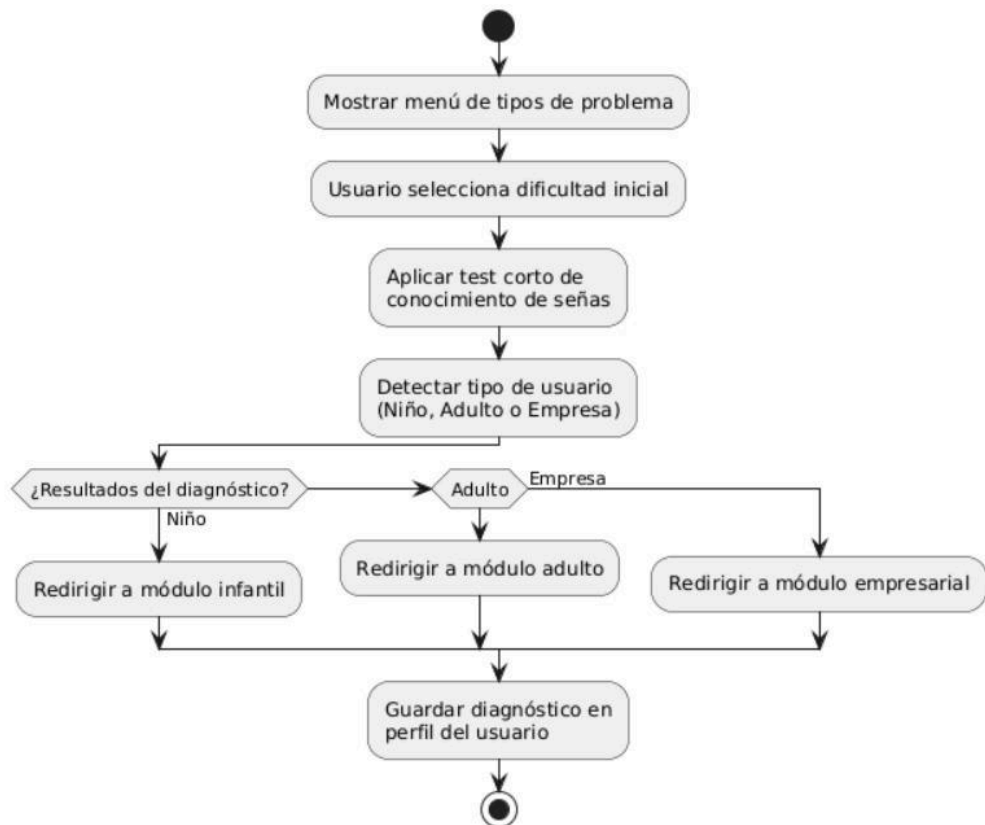 Mostrar menú de tipos de problema
Usuario selecciona dificultad inicial
Aplicar test corto de
conocimiento de señas
Detectar tipo de usuario
(Niño, Adulto o Empresa)
¿Resultados del diagnóstico?
Adulto
Empresa
Niño
Redirigir a módulo infantil
Redirigir a módulo adulto
Redirigir a módulo empresarial
Guardar diagnóstico en
perfil del usuario